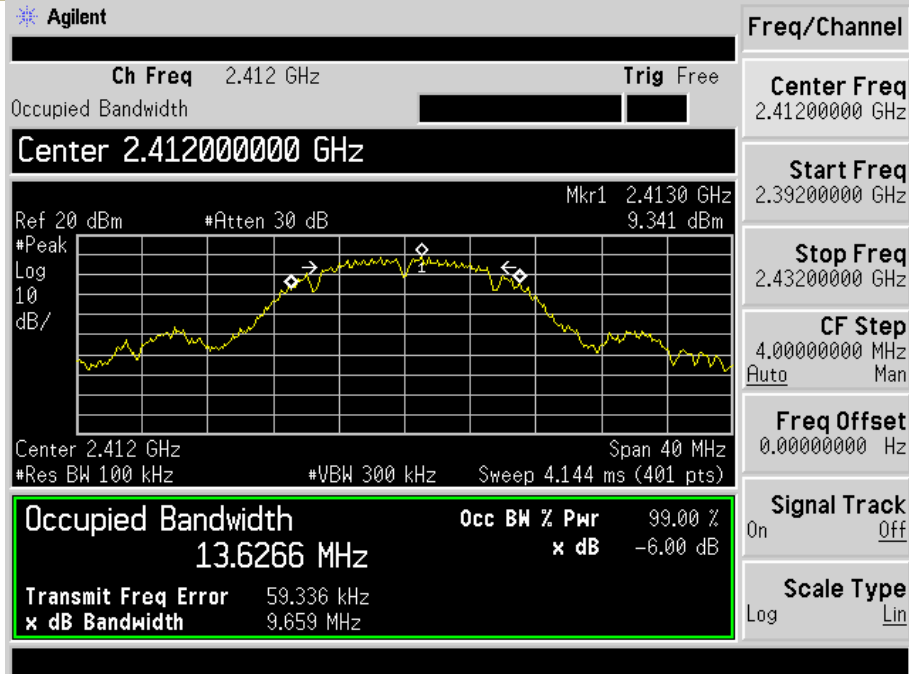 Agilent
Freq/Channel
Ch Freq 2.412 GHz Trig Free
Occupied Bandwidth
Center 2.412000000 GHz
Mkr1 2.4130 GHz
Ref 20 dBm #Atten 30 dB 9.341 dBm
#Peak
Log
10
dB/
1
Center 2.412 GHz Span 40 MHz
#Res BW 100 kHz #VBW 300 kHz Sweep 4.144 ms (401 pts)
Occupied Bandwidth
13.6266 MHz
Occ BW % Pwr 99.00 %
x dB -6.00 dB
Transmit Freq Error 59.336 kHz
x dB Bandwidth 9.659 MHz
Center Freq
2.41200000 GHz
Start Freq
2.39200000 GHz
Stop Freq
2.43200000 GHz
CF Step
4.00000000 MHz
Auto Man
Freq Offset
0.00000000 Hz
Signal Track
On Off
Scale Type
Log Lin